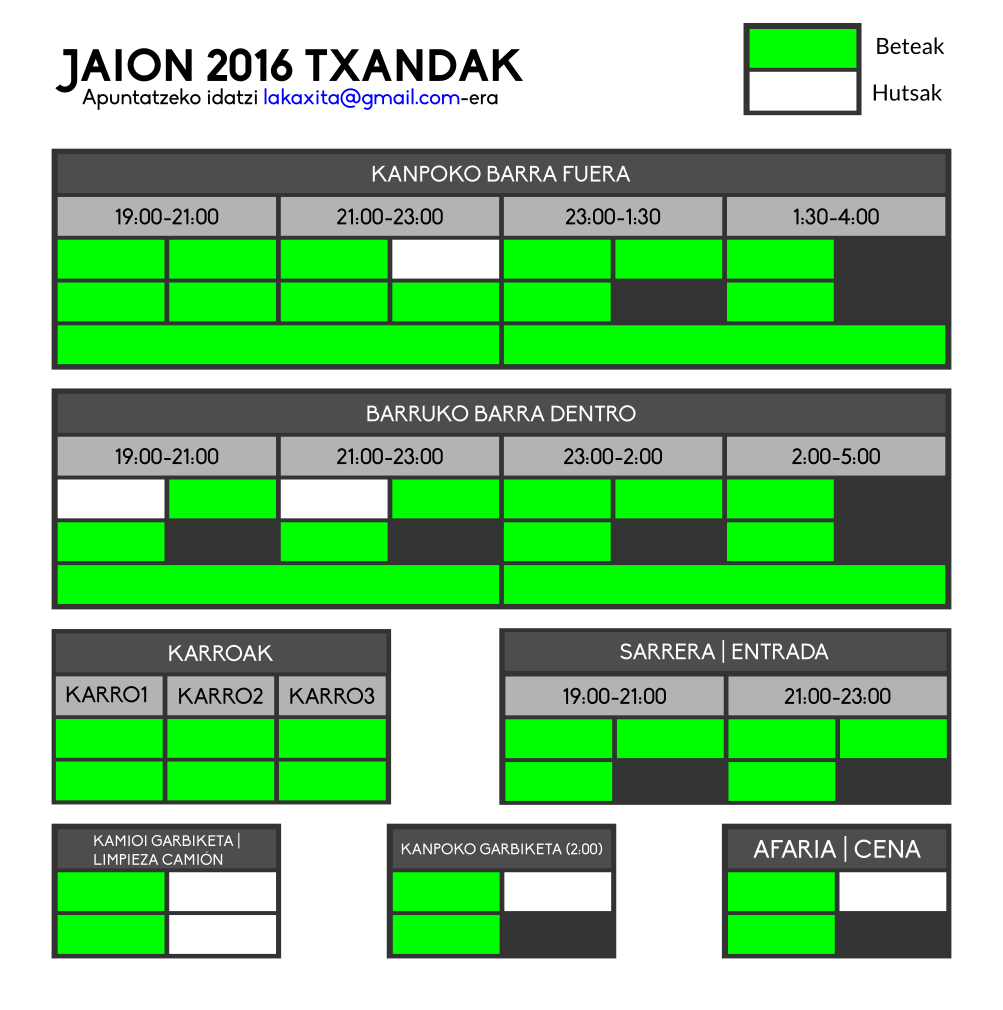 JAION 2016 TXANDAK
Apuntatzeko idatzi lakaxita@gmail.com-era
Beteak
Hutsak
KANPOKO BARRA FUERA
19:00-21:00 21:00-23:00 23:00-1:30 1:30-4:00
BARRUKO BARRA DENTRO
19:00-21:00 21:00-23:00 23:00-2:00 2:00-5:00
KARROAK
KARRO1 KARRO2 KARRO3
SARRERA | ENTRADA
19:00-21:00 21:00-23:00
KAMIOI GARBIKETA |
LIMPIEZA CAMIÓN
KANPOKO GARBIKETA (2:00)
AFARIA | CENA